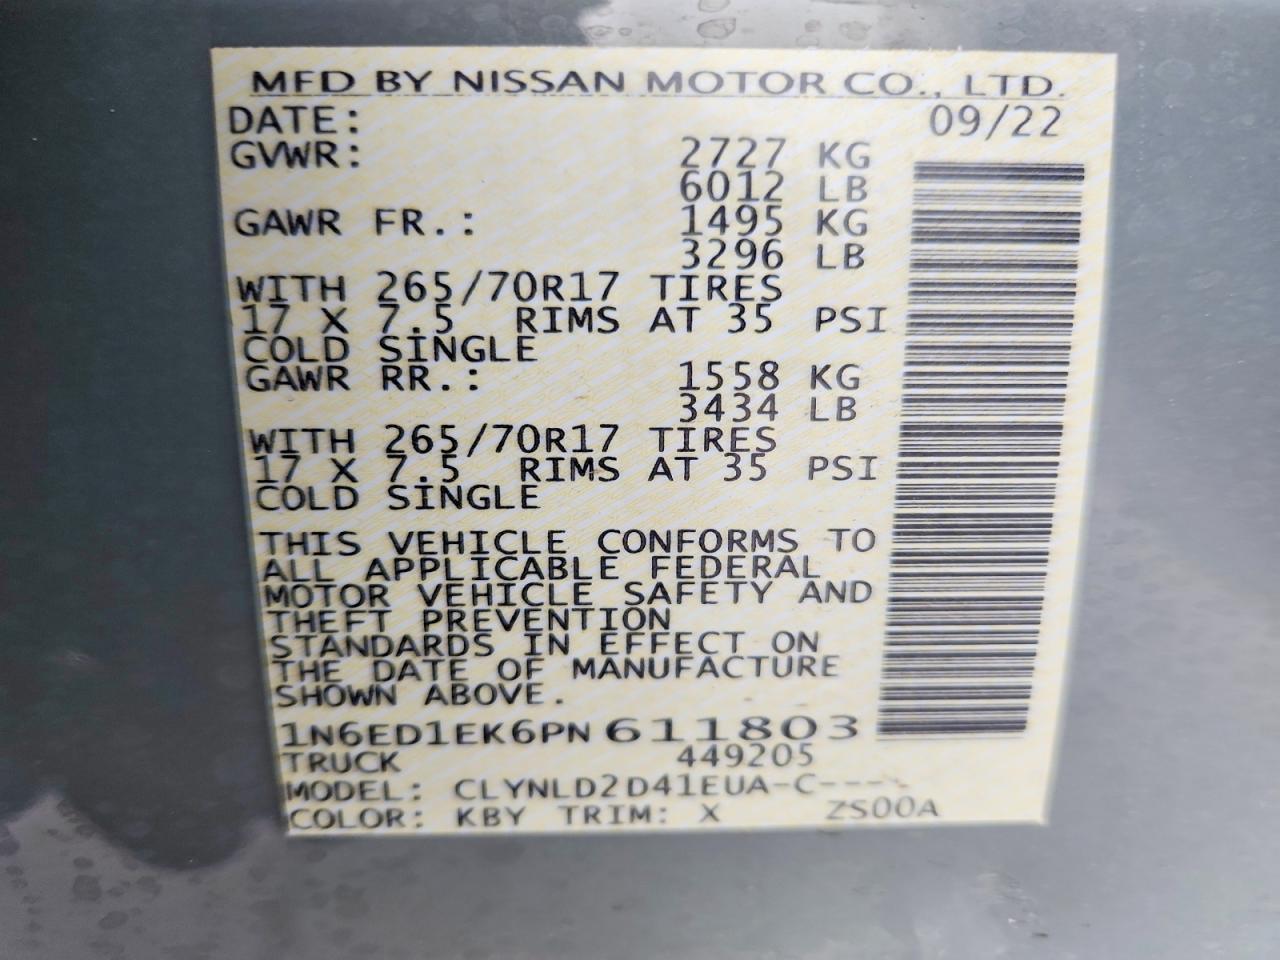 MFD BY NISSAN MOTOR CO., LTD.
DATE: 09/22
GVWR: 2727 KG
6012 LB
GAWR FR.: 1495 KG
3296 LB
WITH 265/70R17 TIRES
17 X 7.5 RIMS AT 35 PSI
COLD SINGLE
GAWR RR.: 1558 KG
3434 LB
WITH 265/70R17 TIRES
17 X 7.5 RIMS AT 35 PSI
COLD SINGLE
THIS VEHICLE CONFORMS TO
ALL APPLICABLE FEDERAL
MOTOR VEHICLE SAFETY AND
THEFT PREVENTION
STANDARDS IN EFFECT ON
THE DATE OF MANUFACTURE
SHOWN ABOVE.
1N6ED1EK6PN611803
TRUCK 449205
MODEL: CLYNLD2D41EUA-C----
COLOR: KBY TRIM: X ZS00A